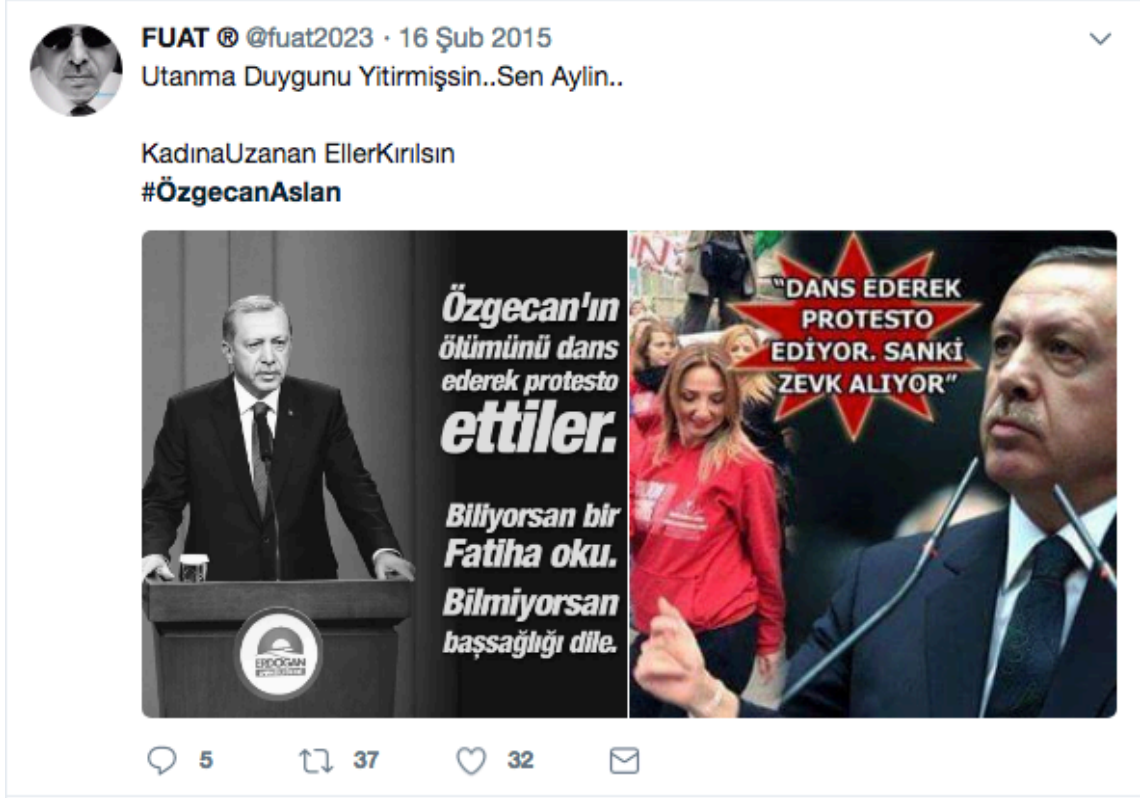 FUAT ® @fuat2023 · 16 Şub 2015
Utanma Duygunu Yitirmişsin..Sen Aylin..
KadınaUzanan EllerKırılsın
#ÖzgecanAslan
Özgecan'ın
ölümünü dans
ederek protesto
ettiler.
Biliyorsan bir
Fatiha oku.
Bilmiyorsan
başsağlığı dile.
ERDOĞAN
"DANS EDEREK
PROTESTO
EDİYOR. SANKİ
ZEVK ALIYOR"
5 37 32